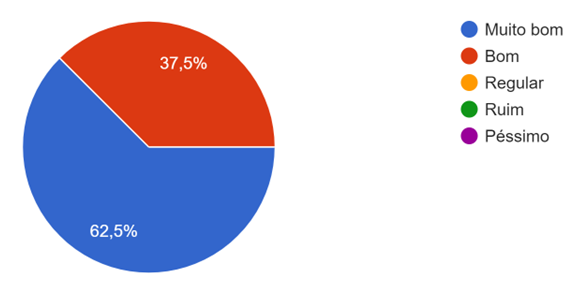 37,5%
62,5%
Muito bom
Bom
Regular
Ruim
Péssimo